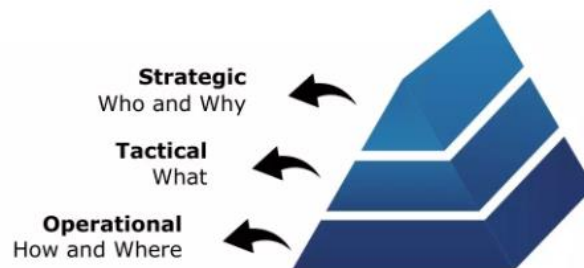 Strategic
Who and Why
Tactical
What
Operational
How and Where